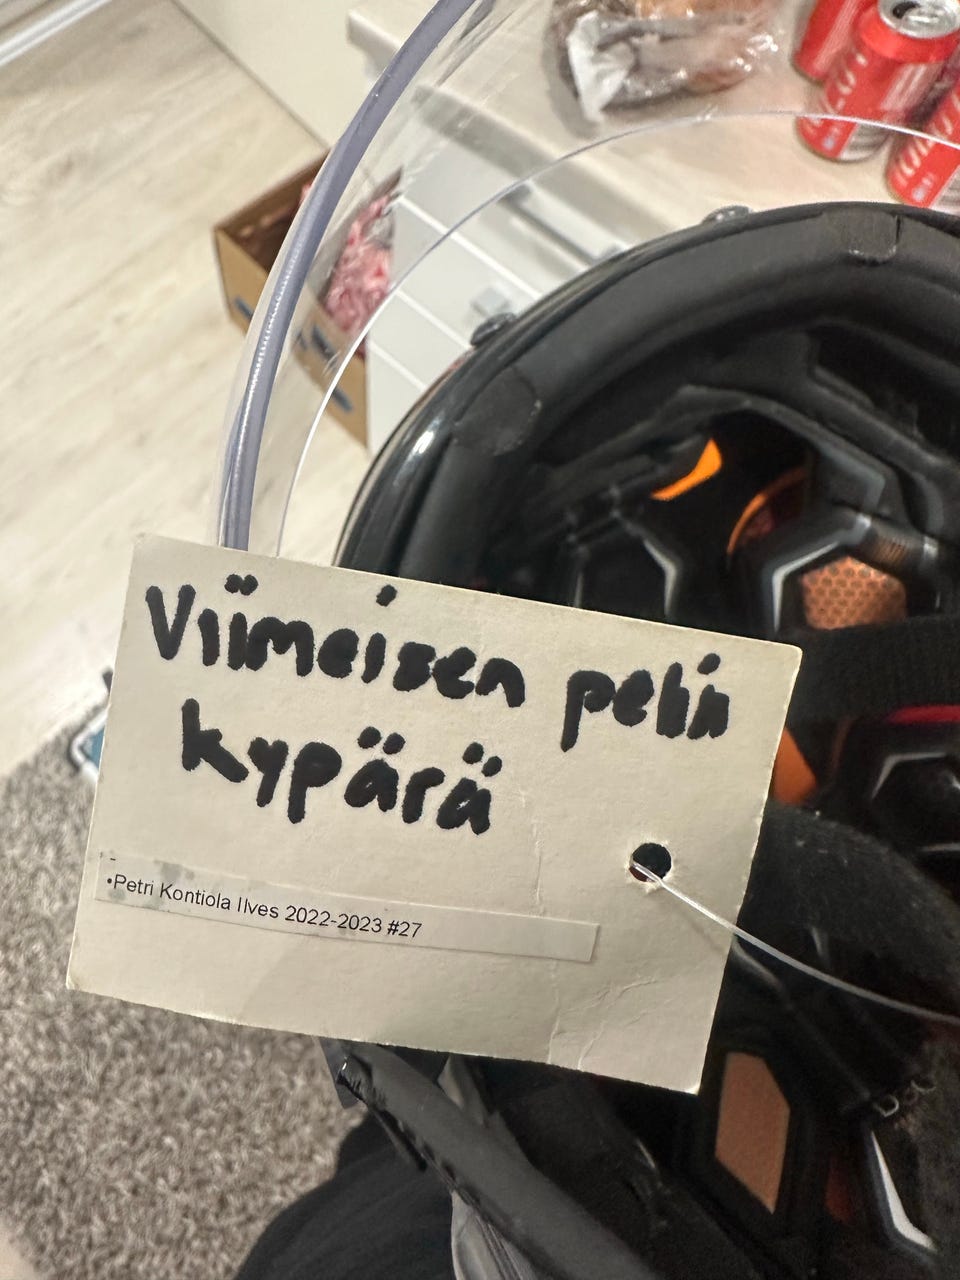 Viimeisen pelin
kypärä
•Petri Kontiola Ilves 2022-2023 #27